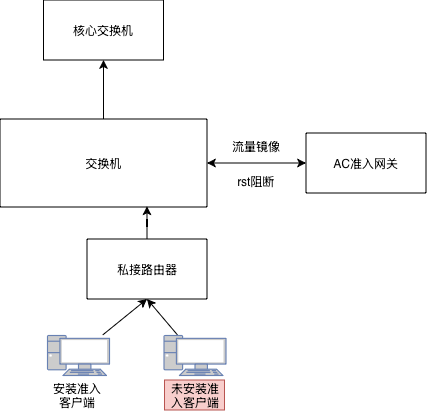 核心交换机
流量镜像
交换机
AC准入网关
rst阻断
私接路由器
安装准入
客户端
未安装准
入客户端